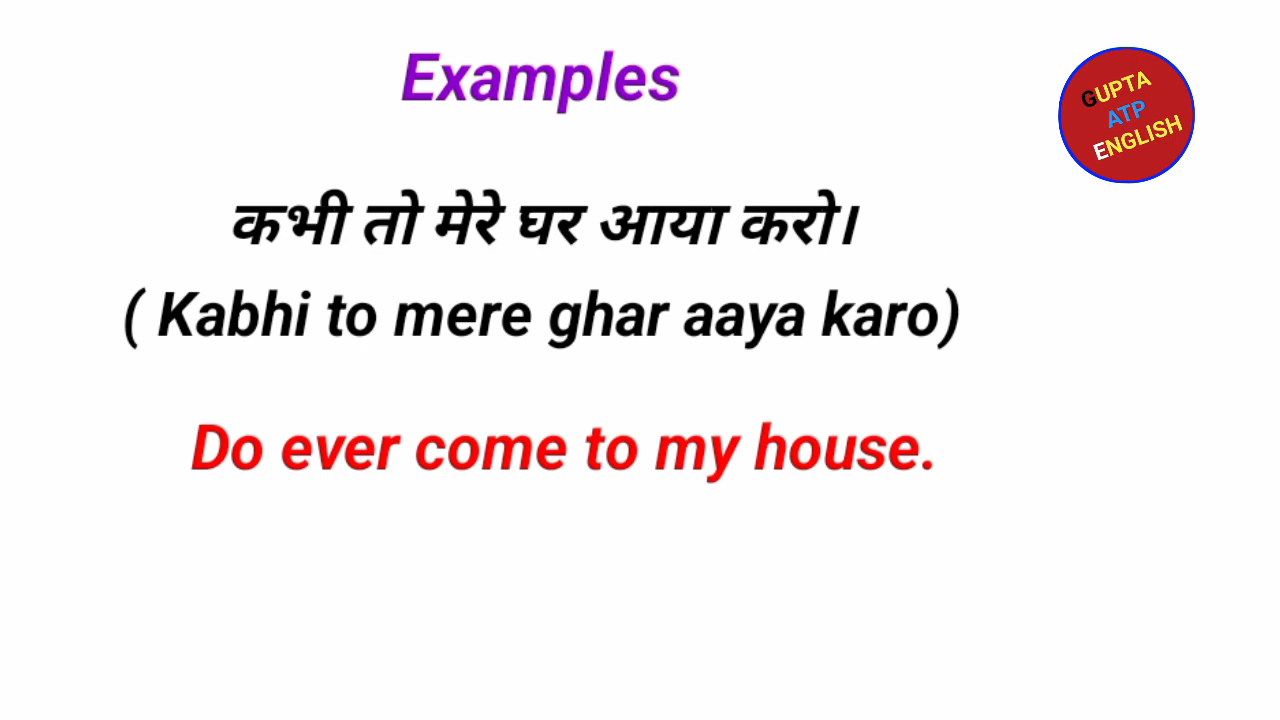 Examples
GUPTA
ATP
ENGLISH
कभी तो मेरे घर आया करो।
( Kabhi to mere ghar aaya karo)
Do ever come to my house.